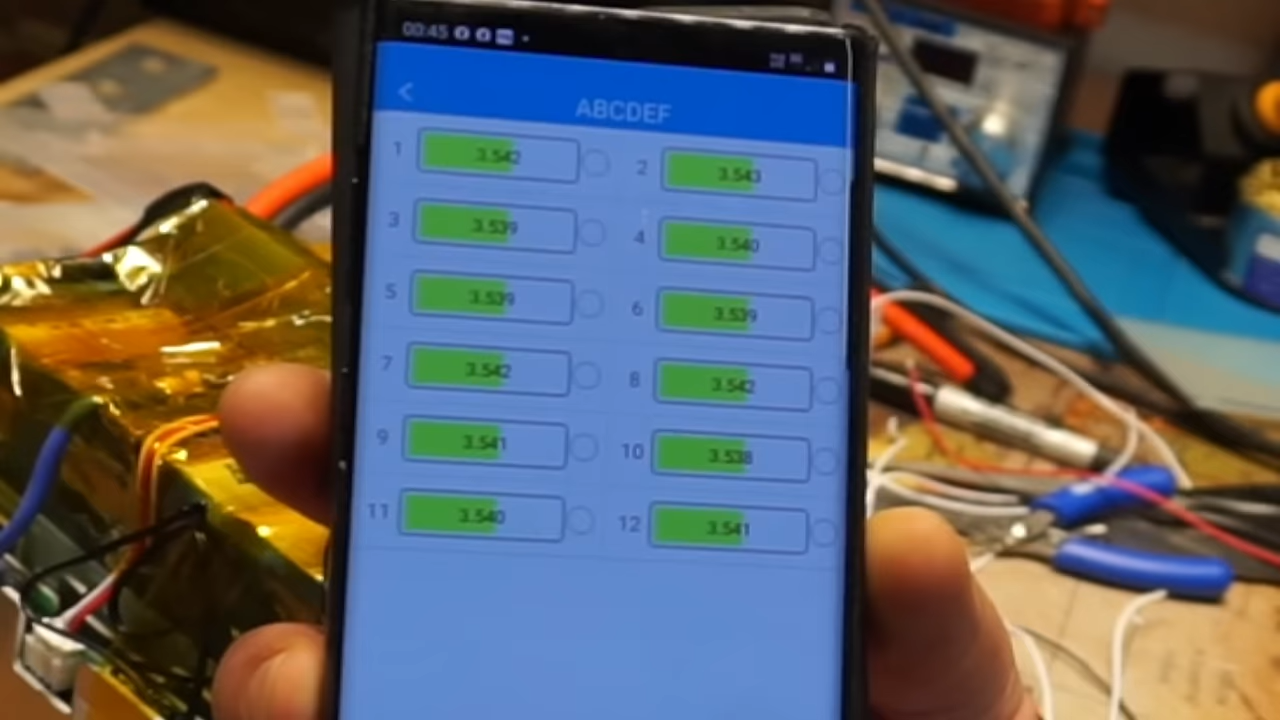 00:45
ABCDEF
1 3.542 2 3.543
3 3.539 4 3.540
5 3.539 6 3.539
7 3.542 8 3.542
9 3.541 10 3.538
11 3.540 12 3.541